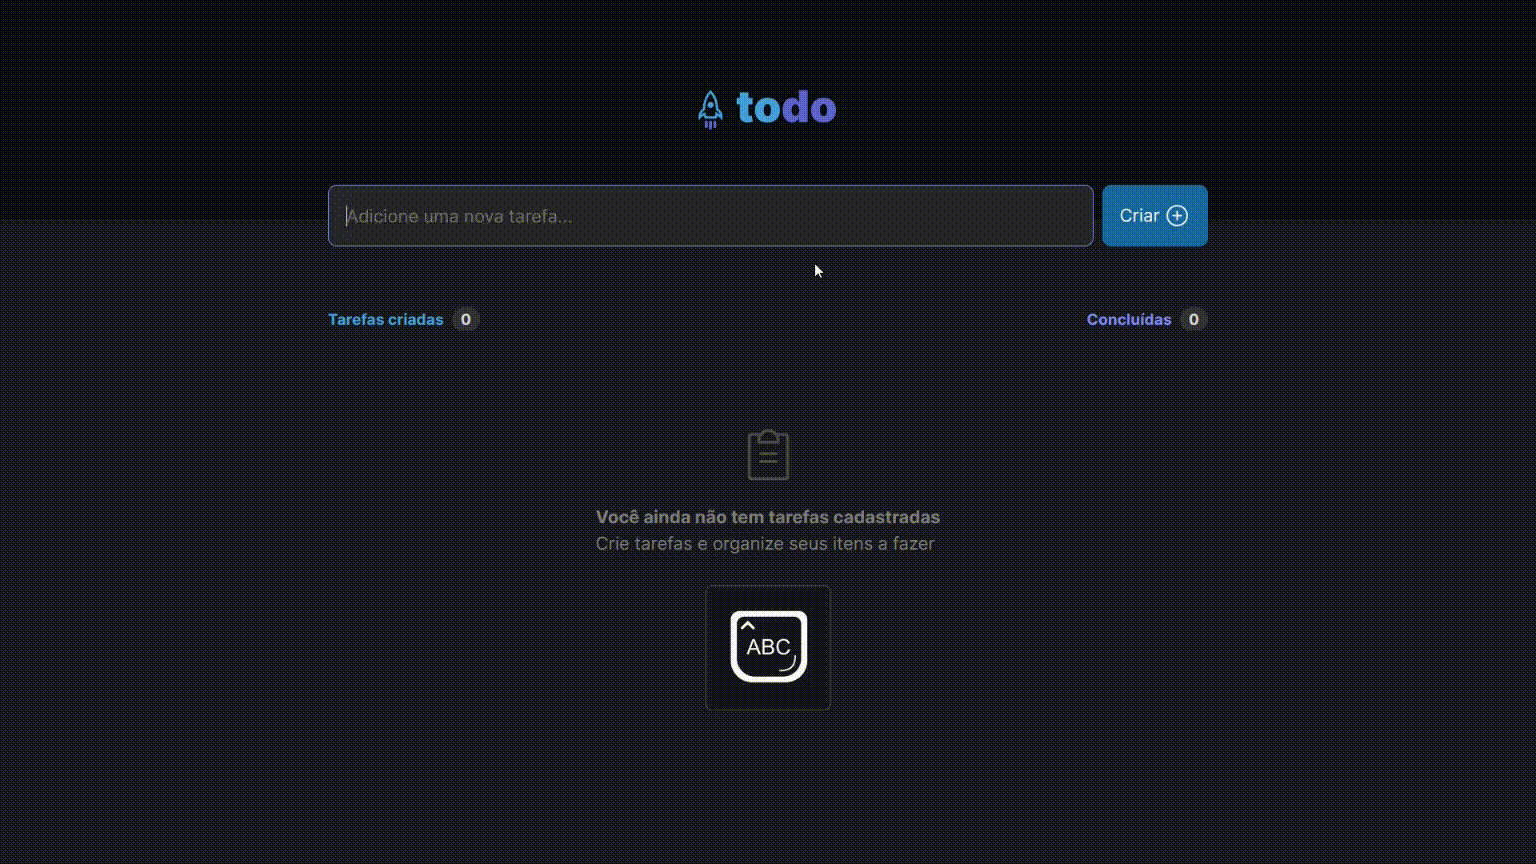 todo
Adicione uma nova tarefa...
Criar
Tarefas criadas 0
Concluídas 0
Você ainda não tem tarefas cadastradas
Crie tarefas e organize seus itens a fazer
ABC